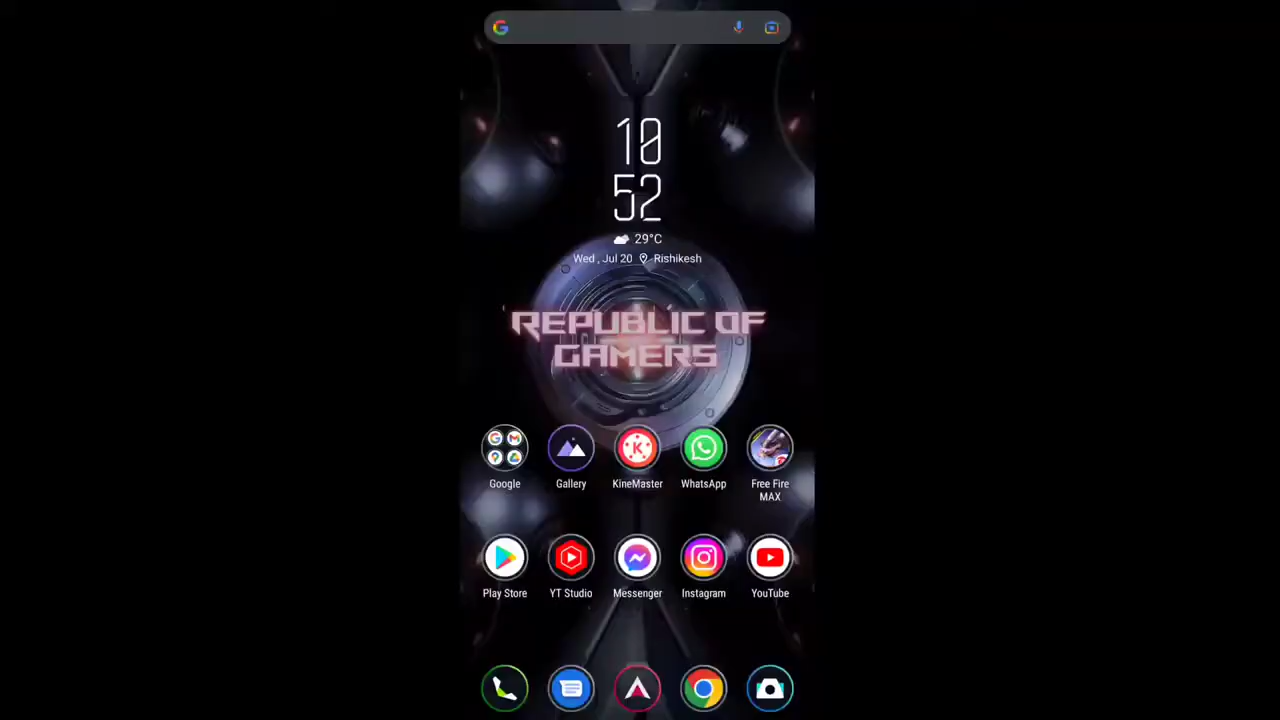 10
52
29°C
Wed , Jul 20 Rishikesh
REPUBLIC OF
GAMERS
Google Gallery KineMaster WhatsApp Free Fire
MAX
Play Store YT Studio Messenger Instagram YouTube